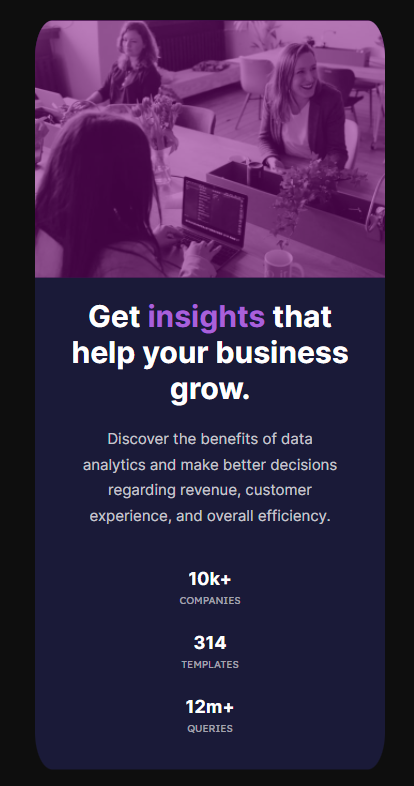 Get insights that
help your business
grow.
Discover the benefits of data
analytics and make better decisions
regarding revenue, customer
experience, and overall efficiency.
10k+
COMPANIES
314
TEMPLATES
12m+
QUERIES